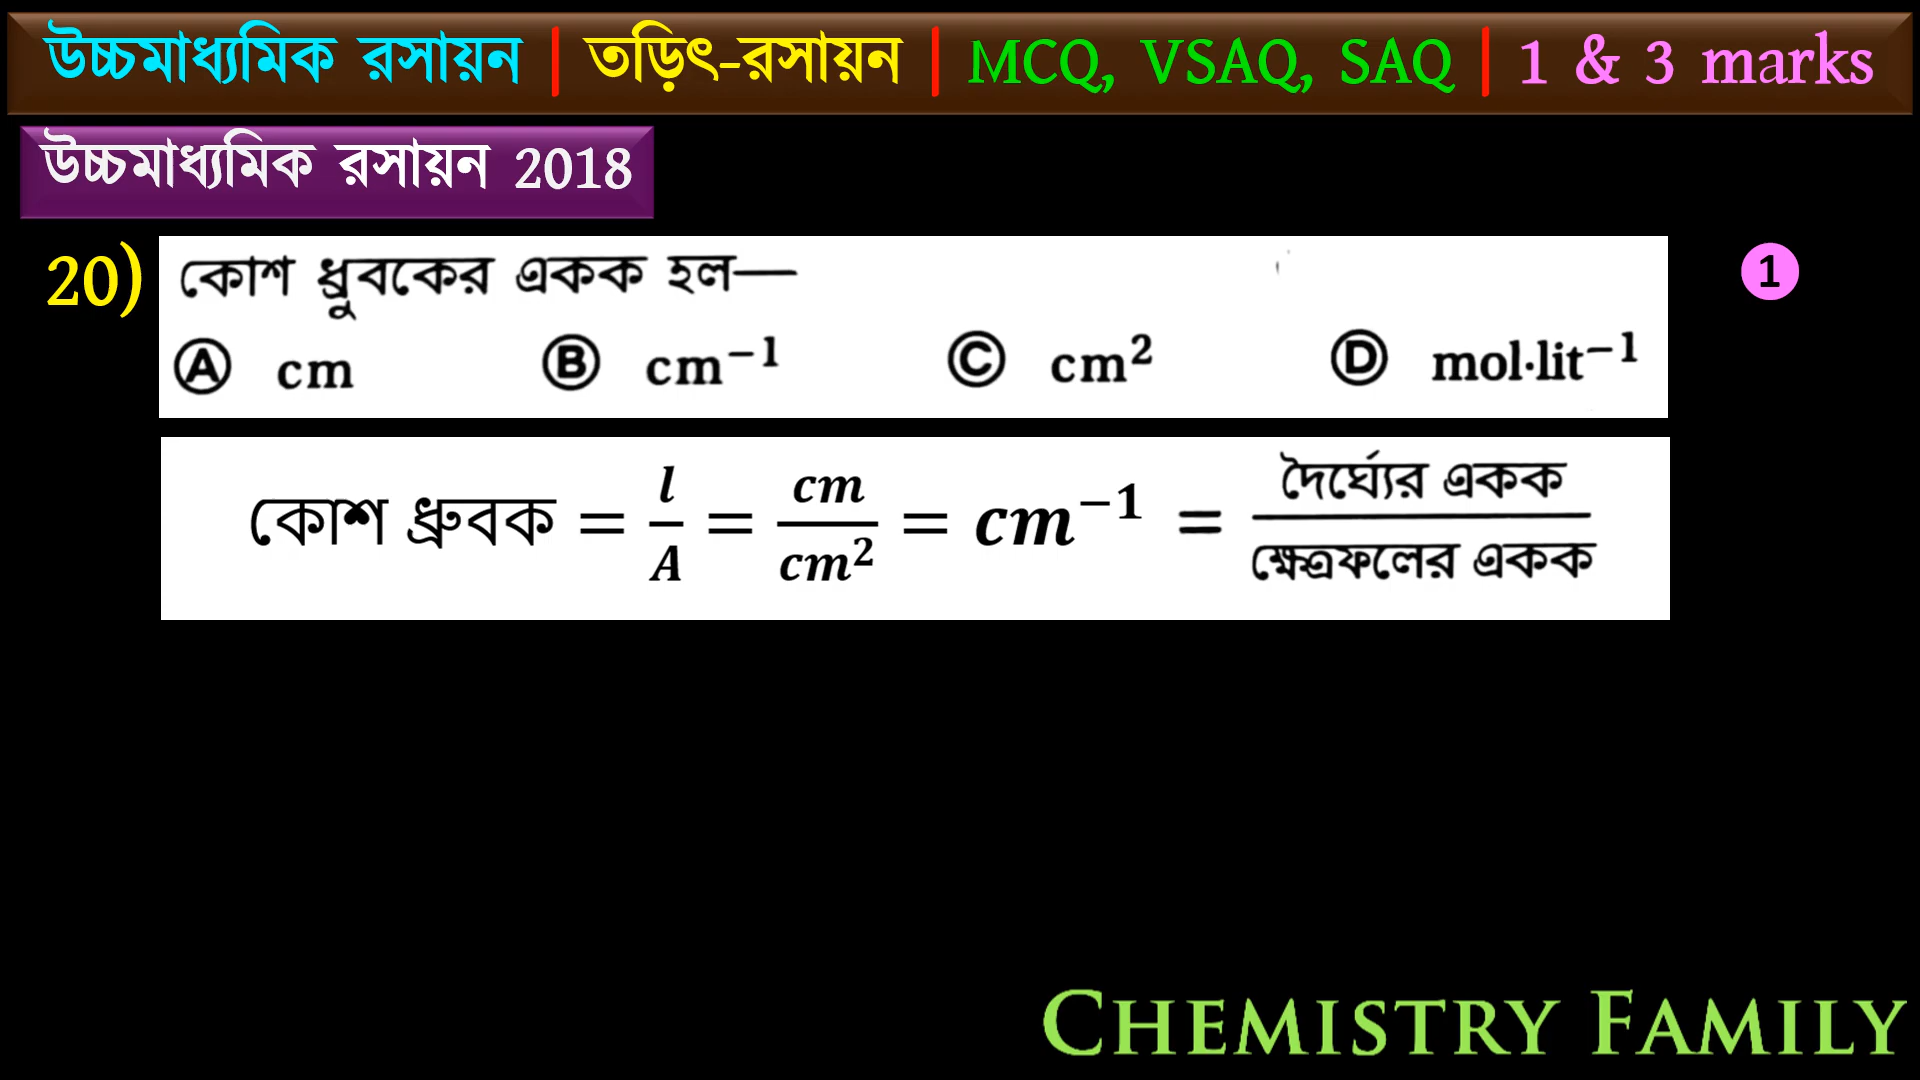 উচ্চমাধ্যমিক রসায়ন | তড়িৎ-রসায়ন | MCQ, VSAQ, SAQ | 1 & 3 marks
উচ্চমাধ্যমিক রসায়ন 2018
20) কোশ ধ্রুবকের একক হল— 1
Ⓐ cm Ⓑ cm⁻¹ Ⓒ cm² Ⓓ mol·lit⁻¹
কোশ ধ্রুবক = l/A = cm/cm² = cm⁻¹ = দৈর্ঘ্যের একক/ক্ষেত্রফলের একক
CHEMISTRY FAMILY